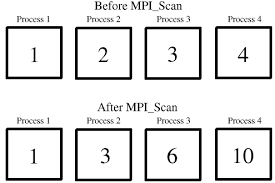 Before MPI_Scan
Process 1 Process 2 Process 3 Process 4
1 2 3 4
After MPI_Scan
Process 1 Process 2 Process 3 Process 4
1 3 6 10